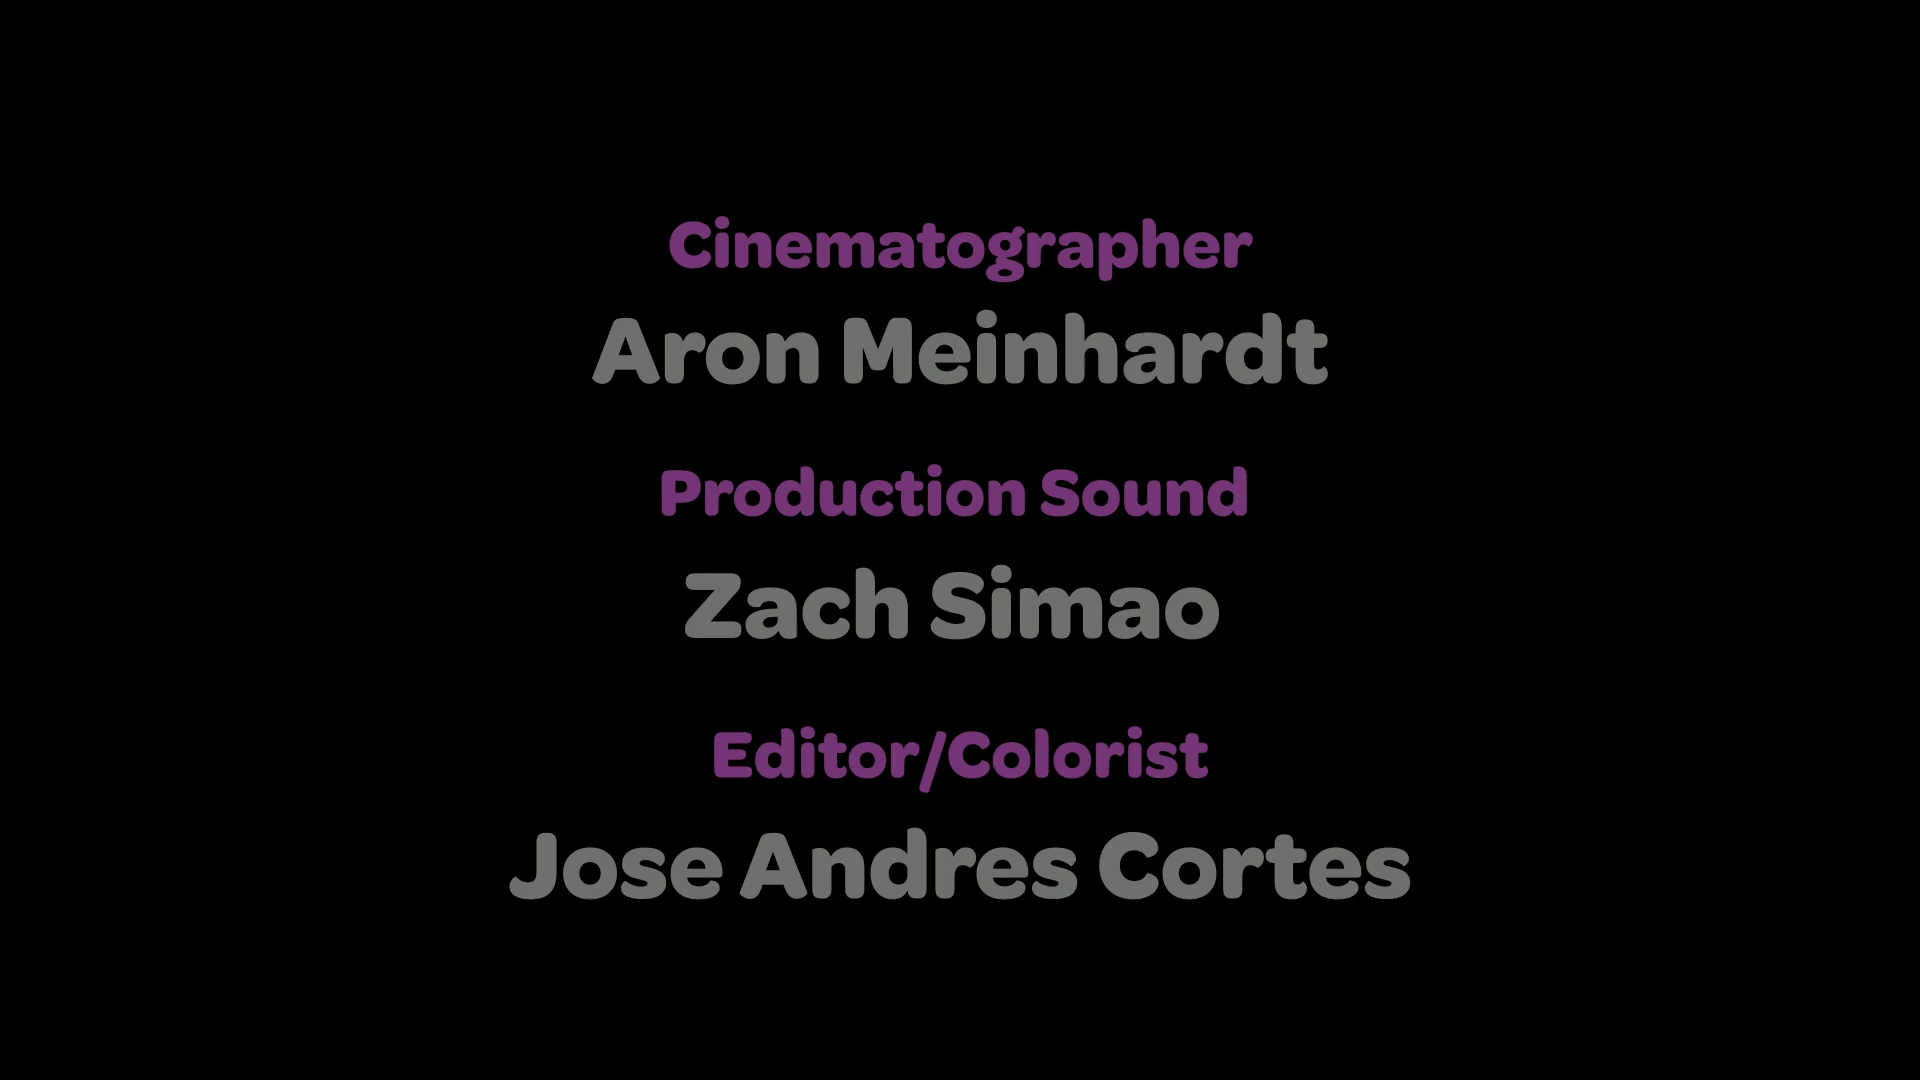 Cinematographer
Aron Meinhardt
Production Sound
Zach Simao
Editor/Colorist
Jose Andres Cortes